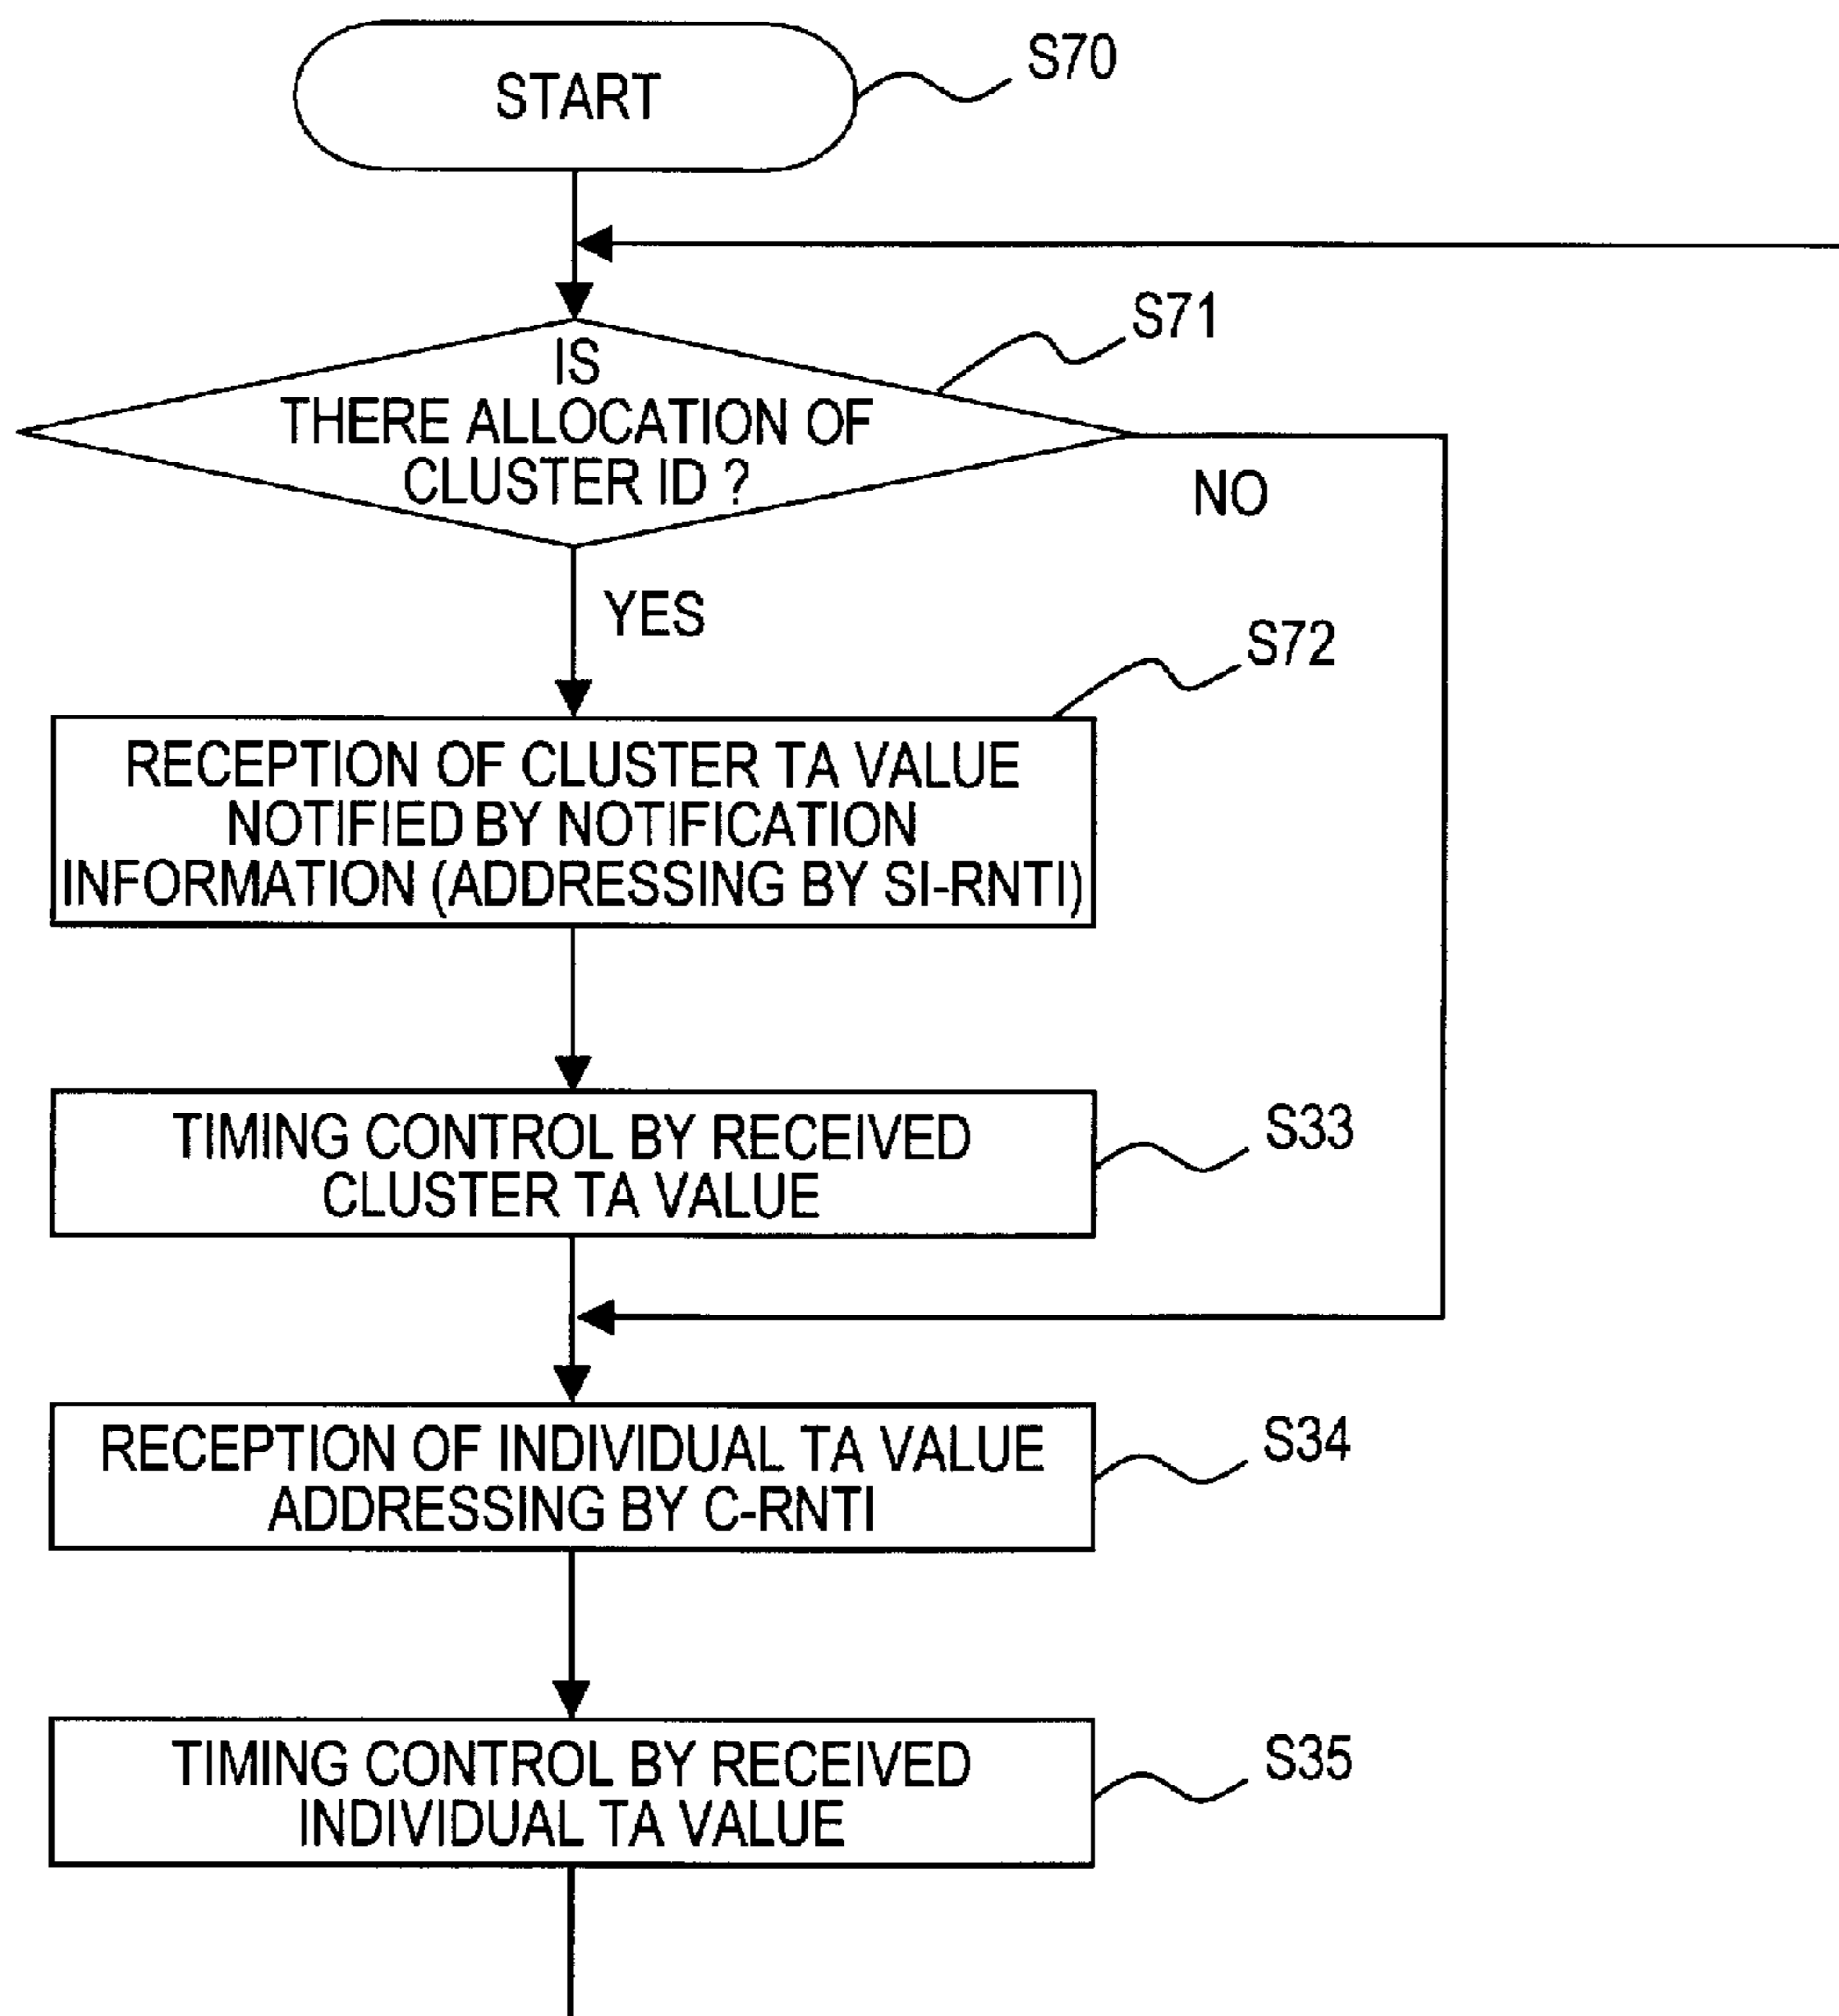 START
S70
S71
IS
THERE ALLOCATION OF
CLUSTER ID ?
NO
YES
S72
RECEPTION OF CLUSTER TA VALUE
NOTIFIED BY NOTIFICATION
INFORMATION (ADDRESSING BY SI-RNTI)
TIMING CONTROL BY RECEIVED
CLUSTER TA VALUE
S33
RECEPTION OF INDIVIDUAL TA VALUE
ADDRESSING BY C-RNTI
S34
TIMING CONTROL BY RECEIVED
INDIVIDUAL TA VALUE
S35